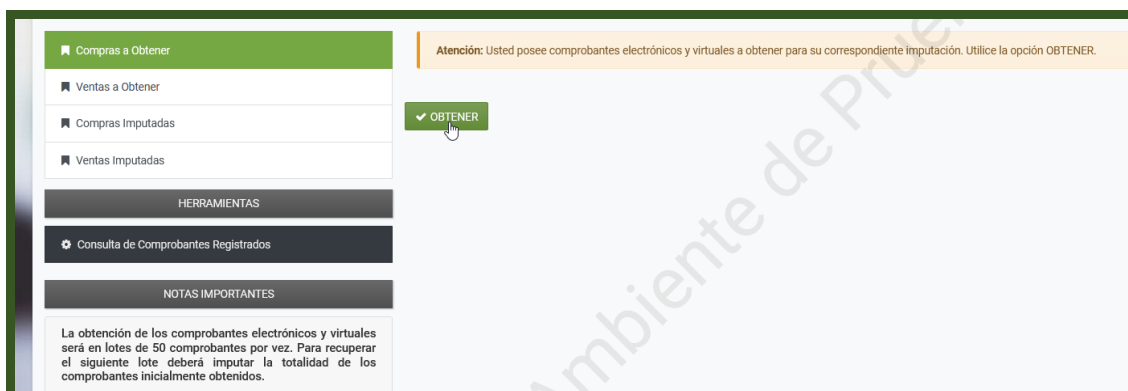 Compras a Obtener
Ventas a Obtener
Compras Imputadas
Ventas Imputadas
HERRAMIENTAS
Consulta de Comprobantes Registrados
NOTAS IMPORTANTES
La obtención de los comprobantes electrónicos y virtuales
será en lotes de 50 comprobantes por vez. Para recuperar
el siguiente lote deberá imputar la totalidad de los
comprobantes inicialmente obtenidos.
Atención: Usted posee comprobantes electrónicos y virtuales a obtener para su correspondiente imputación. Utilice la opción OBTENER.
OBTENER
Ambiente de